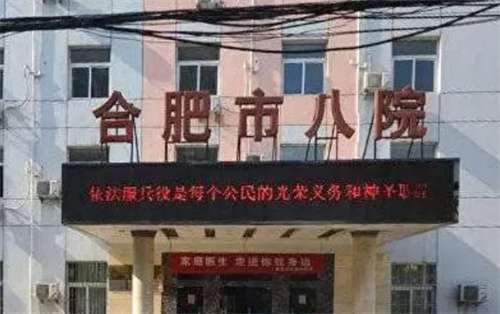 合肥市八院
依法服兵役是每个公民的光荣义务和神圣职责
家庭医生 走进你我身边